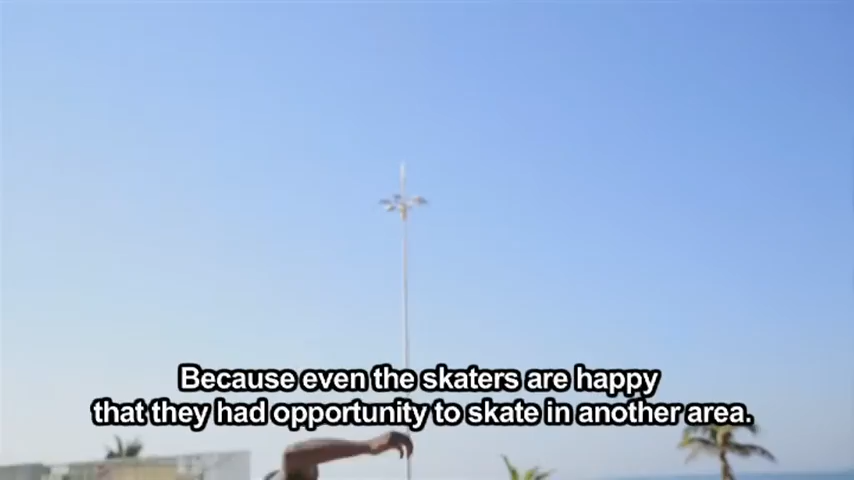 Because even the skaters are happy
that they had opportunity to skate in another area.